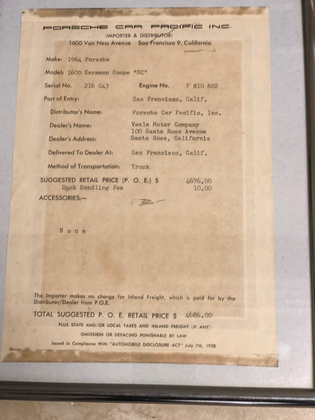 PORSCHE CAR PACIFIC INC.
(IMPORTER & DISTRIBUTOR)
1600 Van Ness Avenue San Francisco 9, California
Make: 1964 Porsche
Model: 1600 Karmann Coupe "SC"
Serial No. 216 043 Engine No. P 810 602
Port of Entry: San Francisco, Calif.
Distributor's Name: Porsche Car Pacific, Inc.
Dealer's Name: Veale Motor Company
Dealer's Address: 100 Santa Rosa Avenue
Santa Rosa, California
Delivered To Dealer At: San Francisco, Calif.
Method of Transportation: Truck
SUGGESTED RETAIL PRICE (P. O. E.) $ 4676.00
Dock Handling Fee 10.00
ACCESSORIES:—
None
The Importer makes no charge for Inland Freight, which is paid for by the
Distributor/Dealer from P.O.E.
TOTAL SUGGESTED P. O. E. RETAIL PRICE $ 4686.00
PLUS STATE AND/OR LOCAL TAXES AND INLAND FREIGHT (IF ANY)
OMISSION OR DEFACING PUNISHABLE BY LAW
Issued in Compliance With "AUTOMOBILE DISCLOSURE ACT" July 7th, 1958